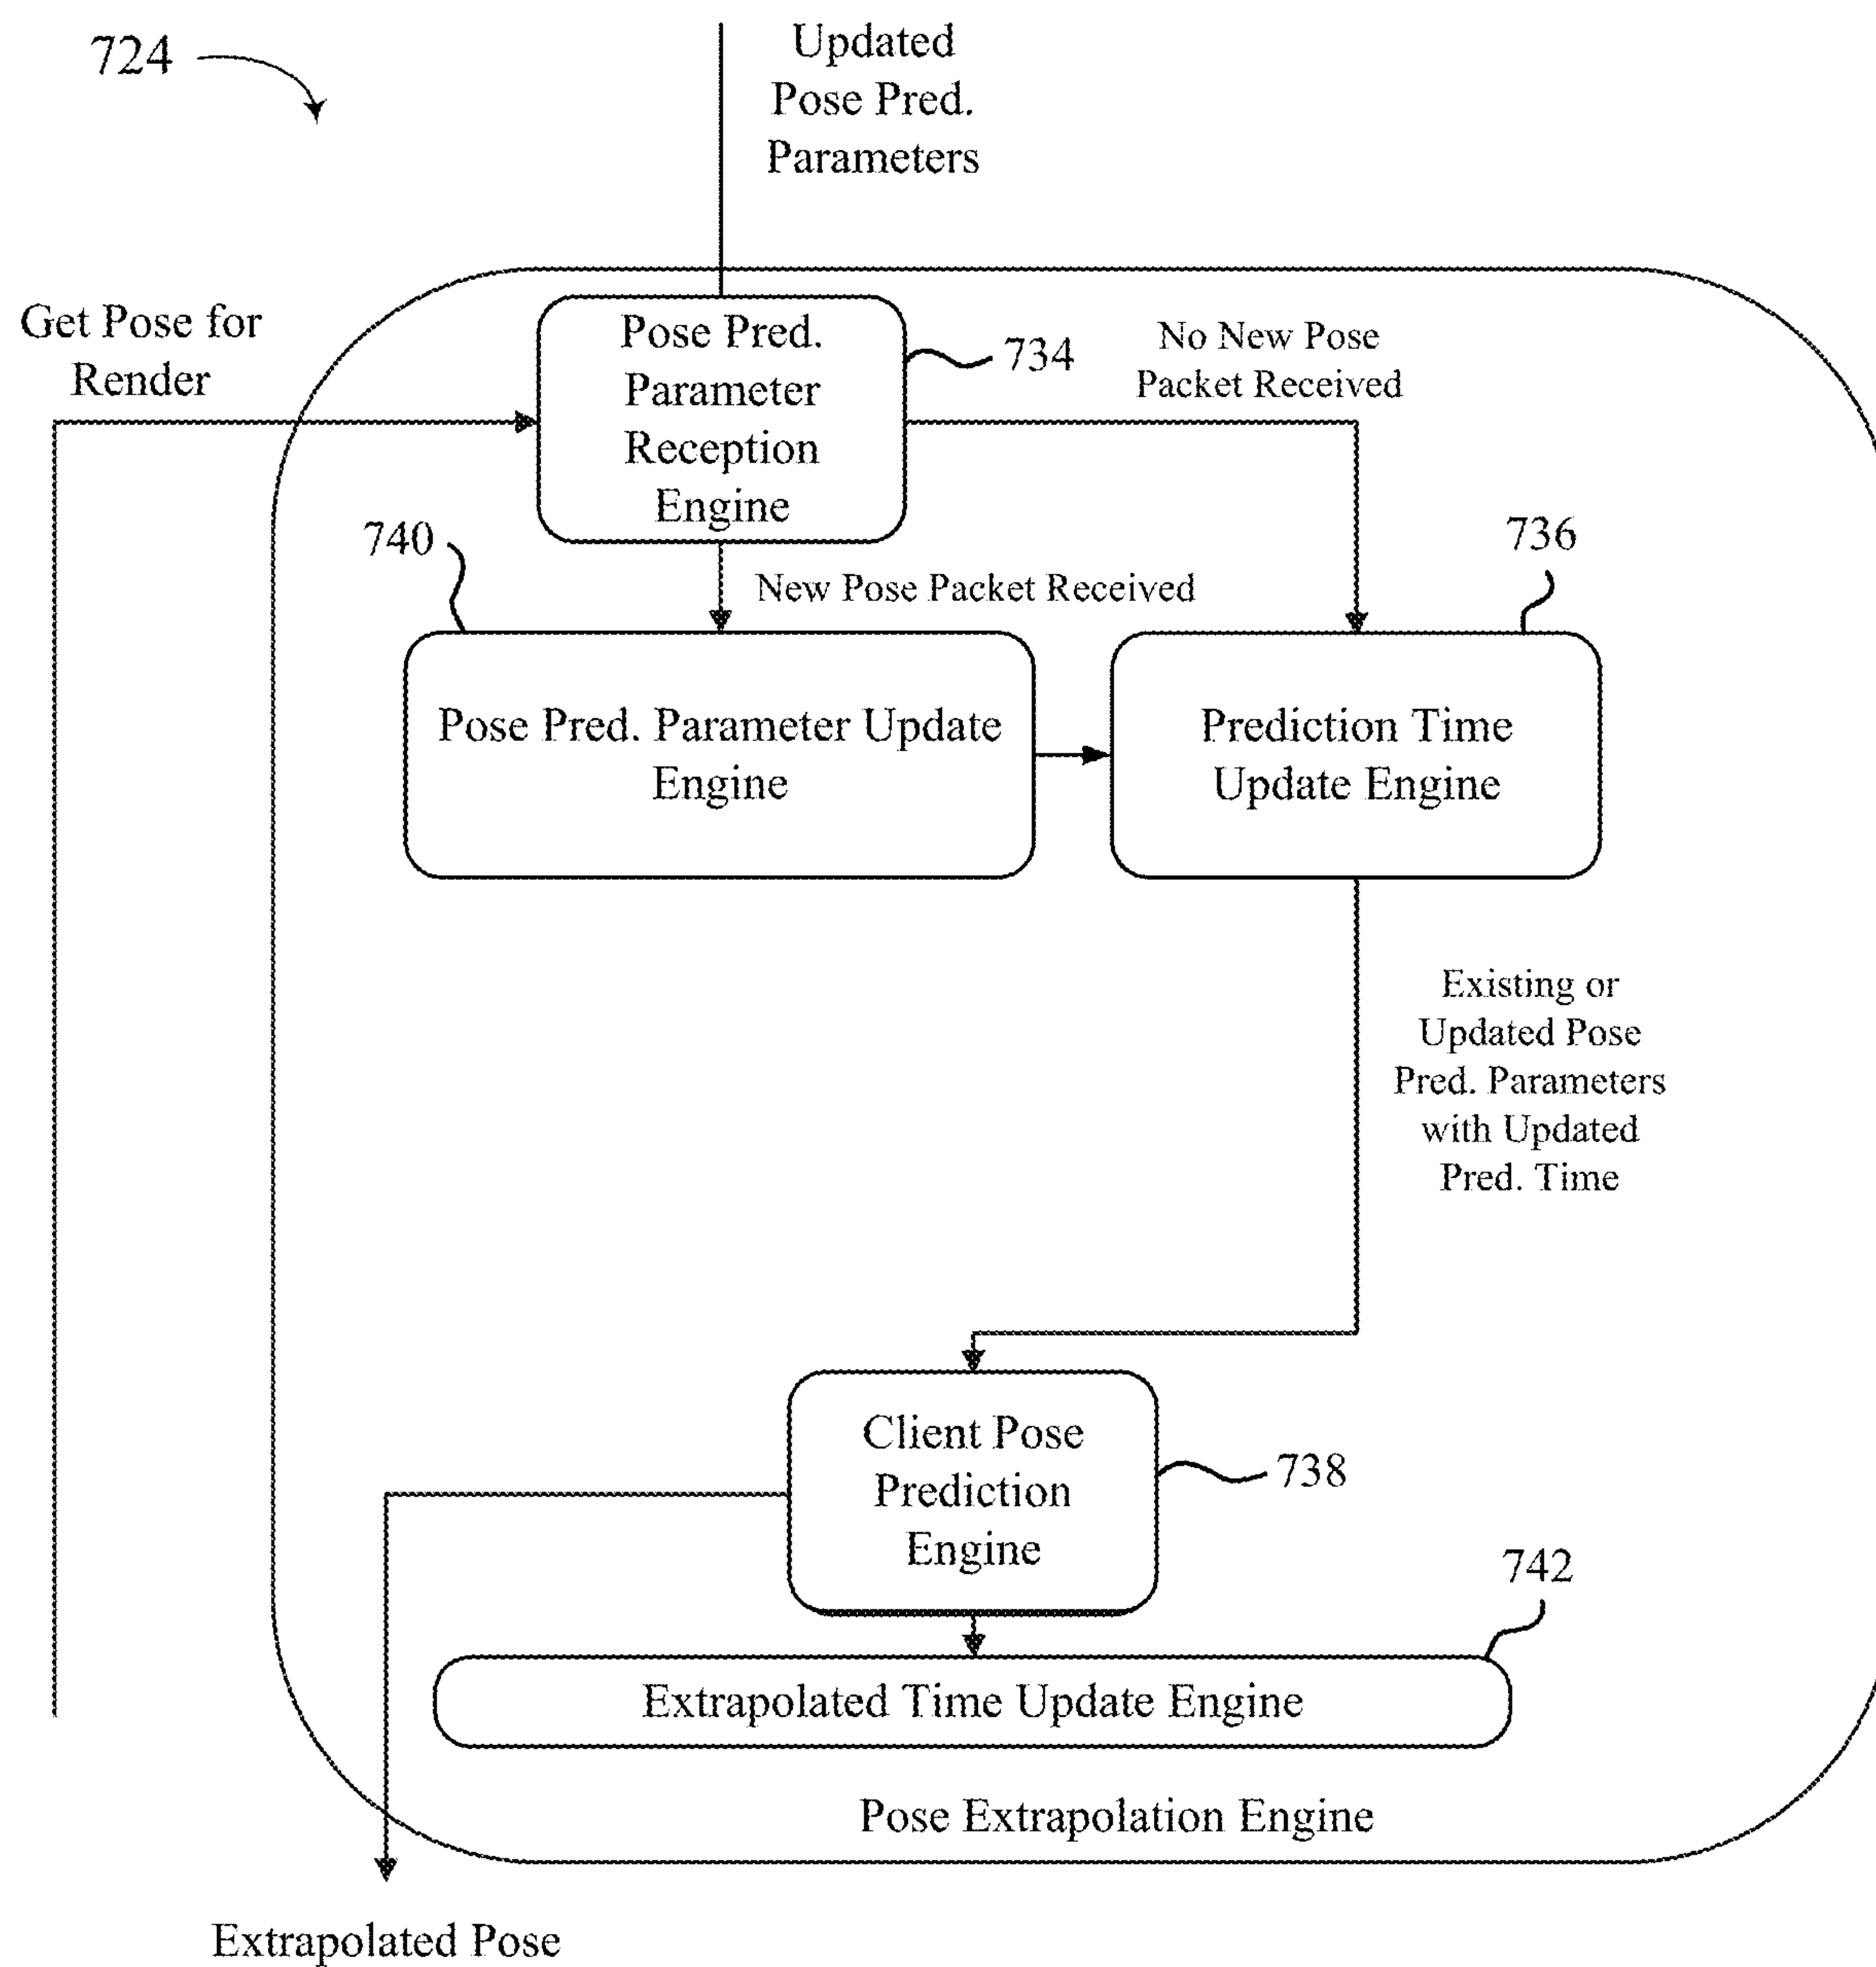 724
Updated
Pose Pred.
Parameters
Get Pose for
Render
Pose Pred.
Parameter
Reception
Engine
734
No New Pose
Packet Received
740
New Pose Packet Received
736
Pose Pred. Parameter Update
Engine
Prediction Time
Update Engine
Existing or
Updated Pose
Pred. Parameters
with Updated
Pred. Time
Client Pose
Prediction
Engine
738
742
Extrapolated Time Update Engine
Pose Extrapolation Engine
Extrapolated Pose